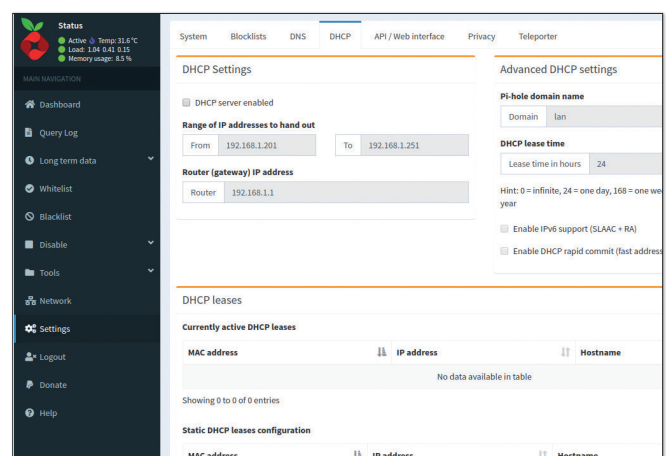 Status
Active Temp: 31.6 °C
Load: 1.04 0.41 0.15
Memory usage: 8.5 %
MAIN NAVIGATION
Dashboard
Query Log
Long term data
Whitelist
Blacklist
Disable
Tools
Network
Settings
Logout
Donate
Help
System Blocklists DNS DHCP API / Web interface Privacy Teleporter
DHCP Settings
DHCP server enabled
Range of IP addresses to hand out
From 192.168.1.201 To 192.168.1.251
Router (gateway) IP address
Router 192.168.1.1
Advanced DHCP settings
Pi-hole domain name
Domain lan
DHCP lease time
Lease time in hours 24
Hint: 0 = infinite, 24 = one day, 168 = one wee
year
Enable IPv6 support (SLAAC + RA)
Enable DHCP rapid commit (fast address
DHCP leases
Currently active DHCP leases
MAC address IP address Hostname
No data available in table
Showing 0 to 0 of 0 entries
Static DHCP leases configuration
MAC address IP address Hostname